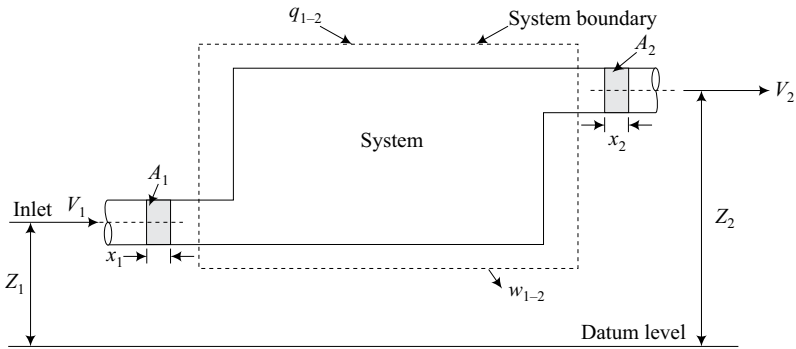 q1–2
System boundary
A2
V2
x2
System
A1
Inlet
V1
Z2
x1
Z1
w1–2
Datum level